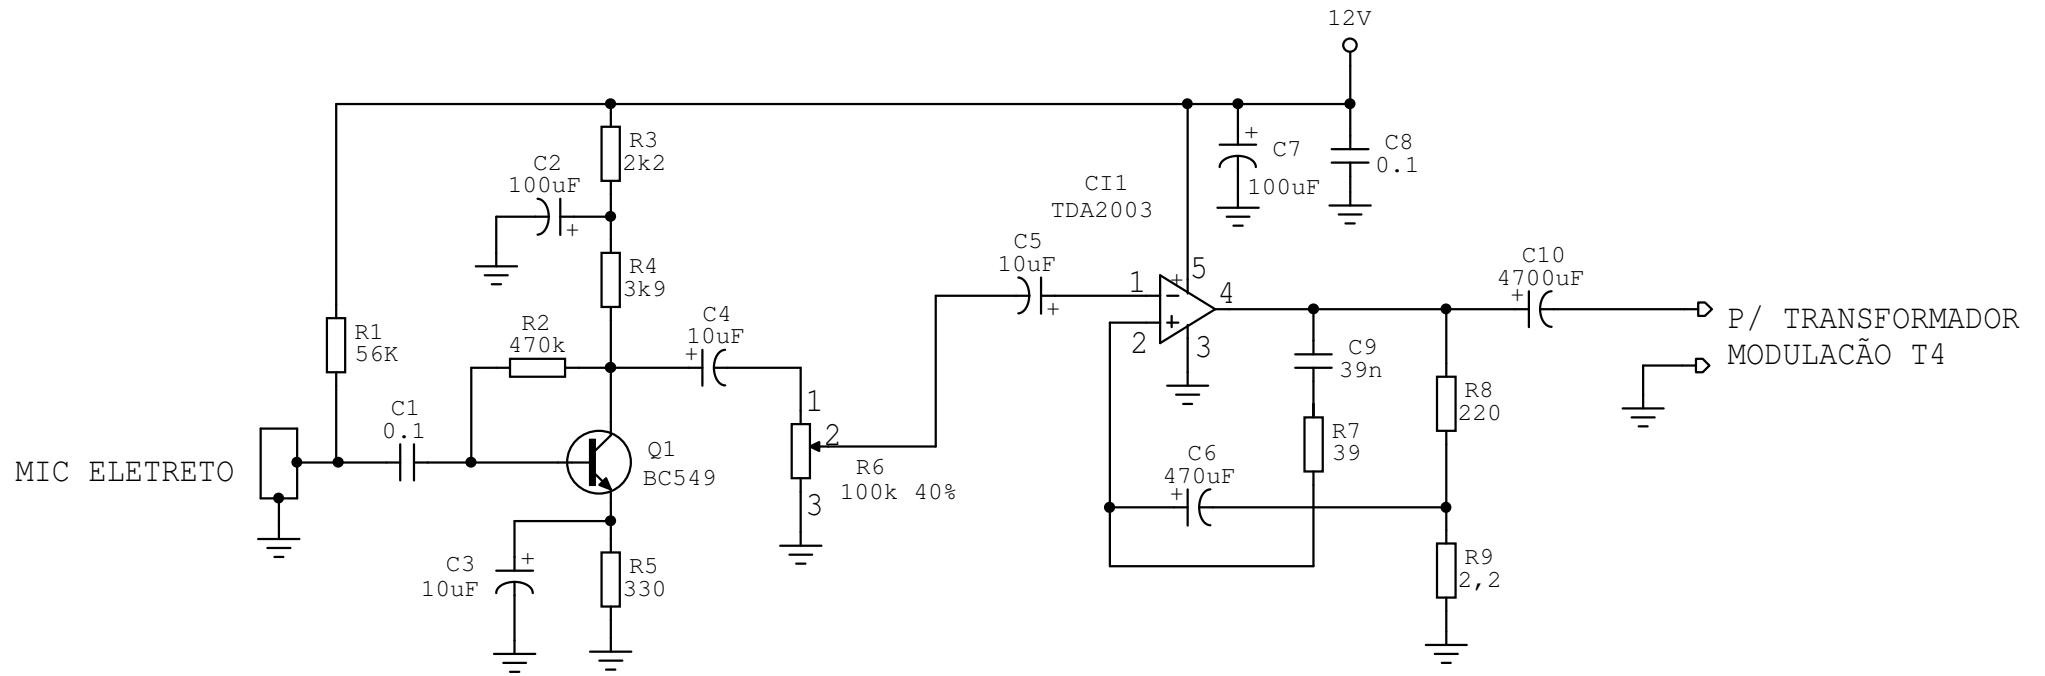 12V
R3
2k2
C2
100uF
+
C7
+
100uF
C8
0.1
CI1
TDA2003
R4
3k9
C5
10uF
+
1
5
+
4
-
+
2
3
C10
4700uF
+
P/ TRANSFORMADOR
MODULACÃO T4
R1
56K
R2
470k
C4
10uF
+
C9
39n
R8
220
C1
0.1
1
2
3
R6
100k 40%
Q1
BC549
R7
39
C6
470uF
+
MIC ELETRETO
C3
10uF
+
R5
330
R9
2,2